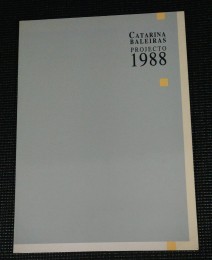 CATARINA
BALEIRAS
PROJECTO
1988